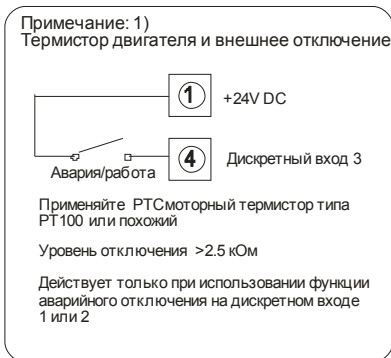 Примечание: 1)
Термистор двигателя и внешнее отключение
1
+24V DC
4
Дискретный вход 3
Авария/работа
Применяйте PTCмоторный термистор типа
PT100 или похожий
Уровень отключения >2.5 кОм
Действует только при использовании функции
аварийного отключения на дискретном входе
1 или 2